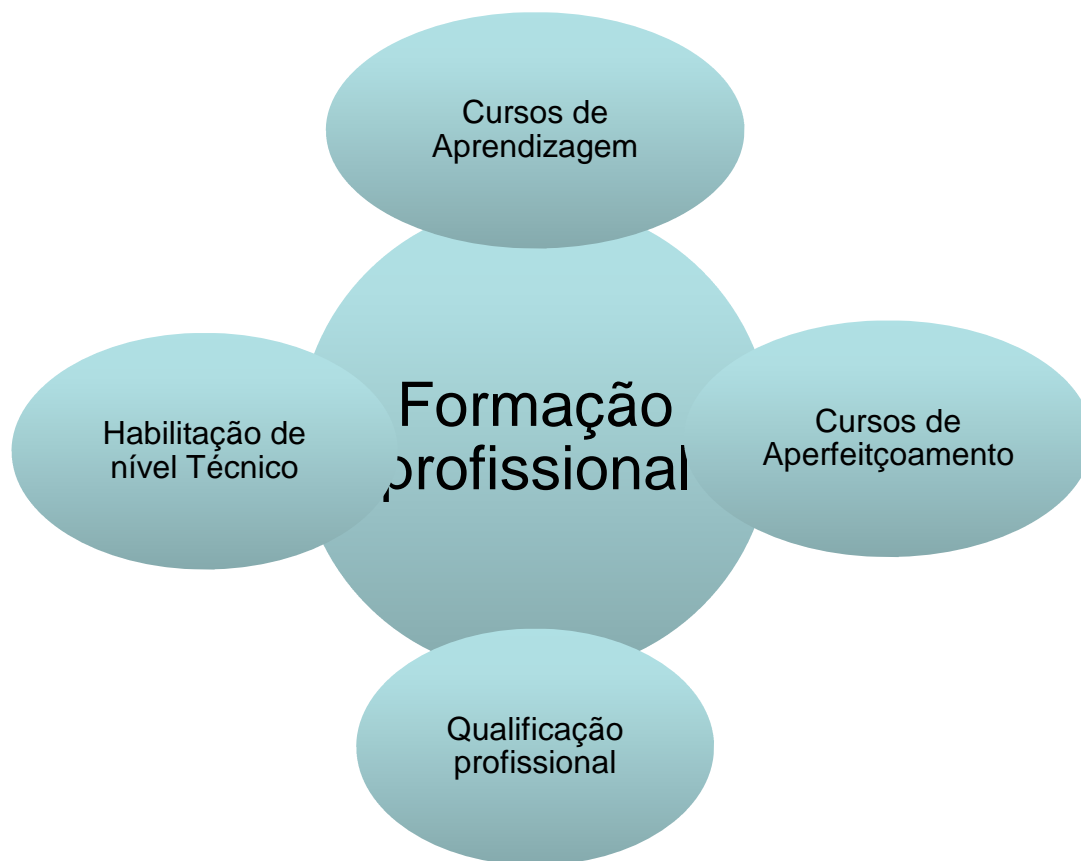 Cursos de
Aprendizagem
Formação
profissional
Habilitação de
nível Técnico
Cursos de
Aperfeitçoamento
Qualificação
profissional